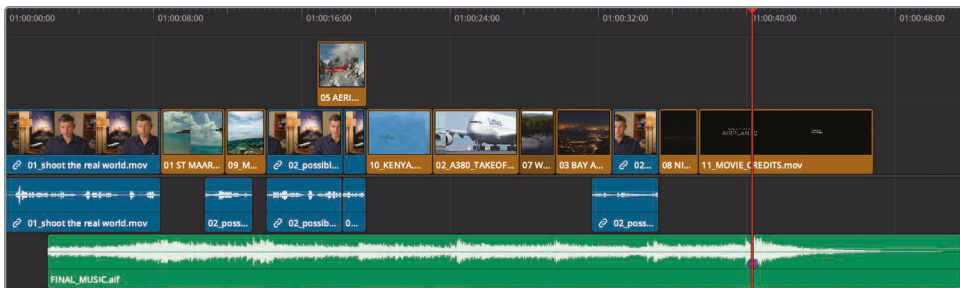 01:00:00:00 01:00:08:00 01:00:16:00 01:00:24:00 01:00:32:00 01:00:40:00 01:00:48:00
05 AERI...
AIRPLANES
01_shoot the real world.mov 01 ST MAAR... 09_M... 02_possibl... 10_KENYA... 02_A380_TAKEOF... 07 W... 03 BAY A... 02... 08 NI... 11_MOVIE_CREDITS.mov
01_shoot the real world.mov 02_poss... 02_possib... 0... 02_poss...
FINAL_MUSIC.aif